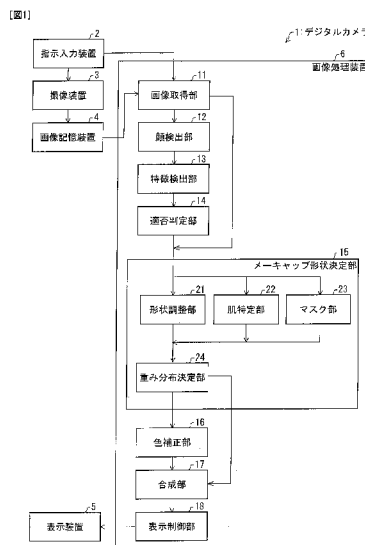 [図1]
1:デジタルカメラ
2
指示入力装置
6
画像処理装置
3
撮像装置
11
画像取得部
4
画像記憶装置
12
顔検出部
13
特徴検出部
14
適否判定部
15
メーキャップ形状決定部
21
形状調整部
22
肌特定部
23
マスク部
24
重み分布決定部
16
色補正部
17
合成部
5
表示装置
18
表示制御部